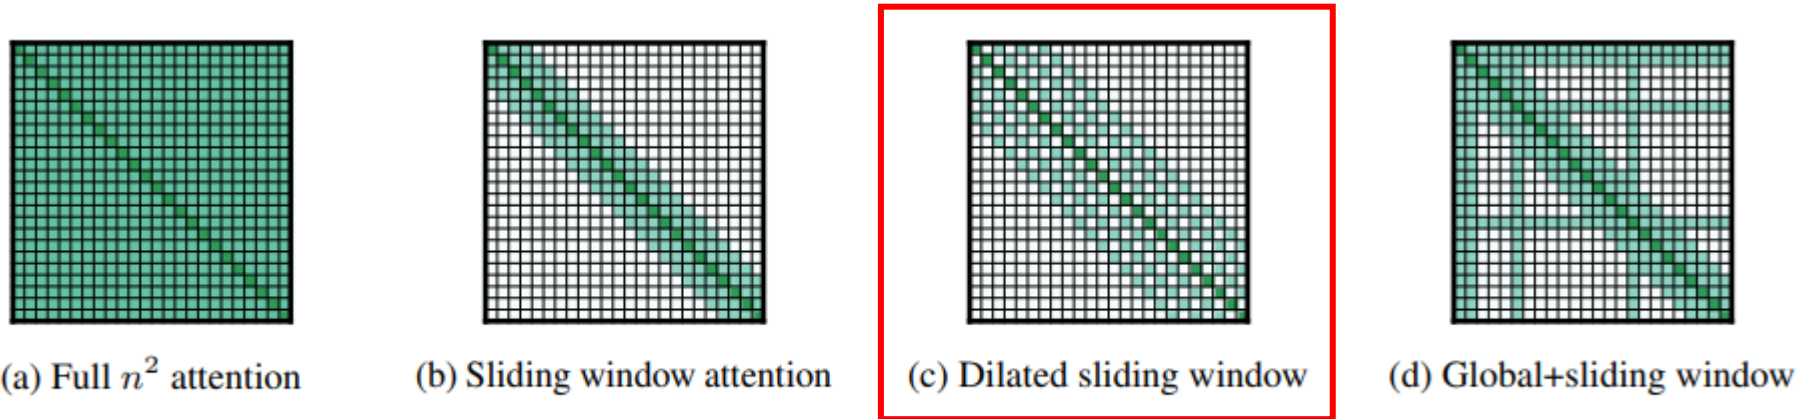 (a) Full n² attention
(b) Sliding window attention
(c) Dilated sliding window
(d) Global+sliding window